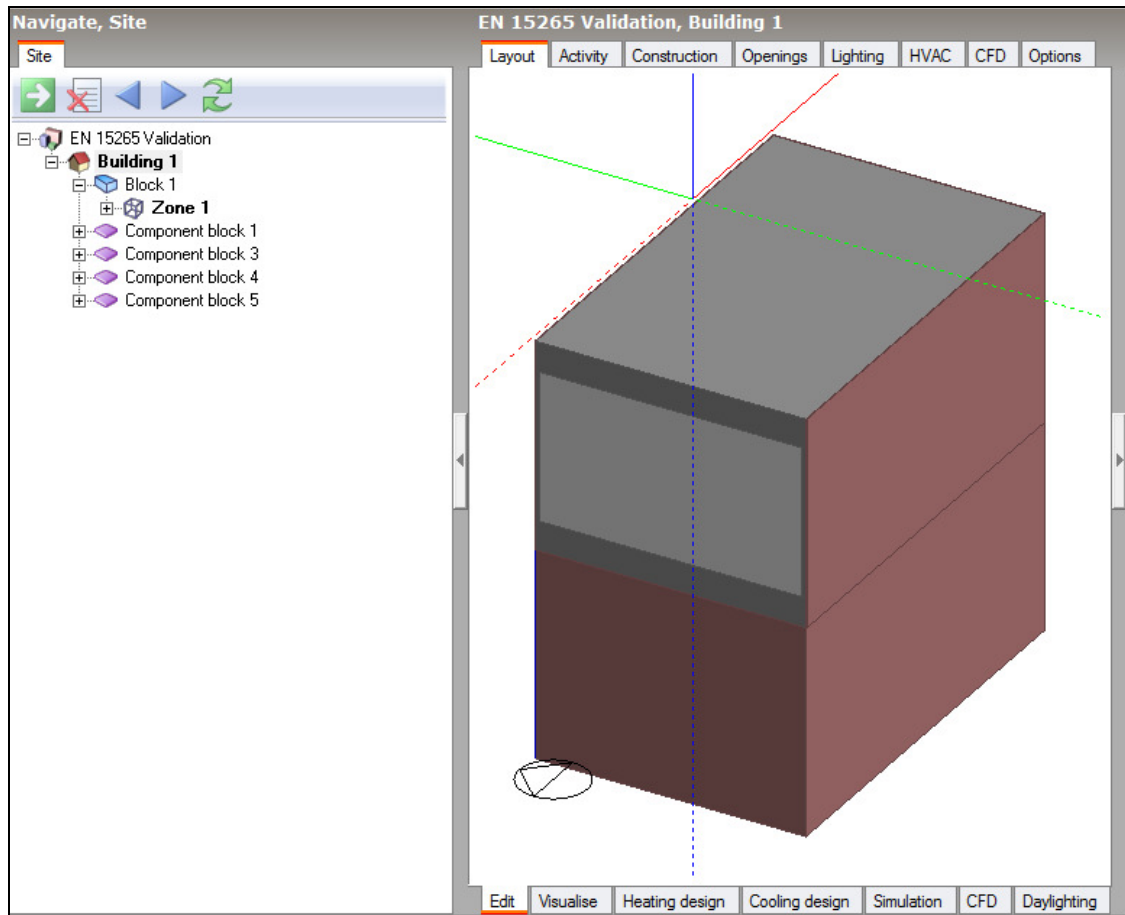 Navigate, Site
Site
EN 15265 Validation
Building 1
Block 1
Zone 1
Component block 1
Component block 3
Component block 4
Component block 5
EN 15265 Validation, Building 1
Layout Activity Construction Openings Lighting HVAC CFD Options
Edit Visualise Heating design Cooling design Simulation CFD Daylighting